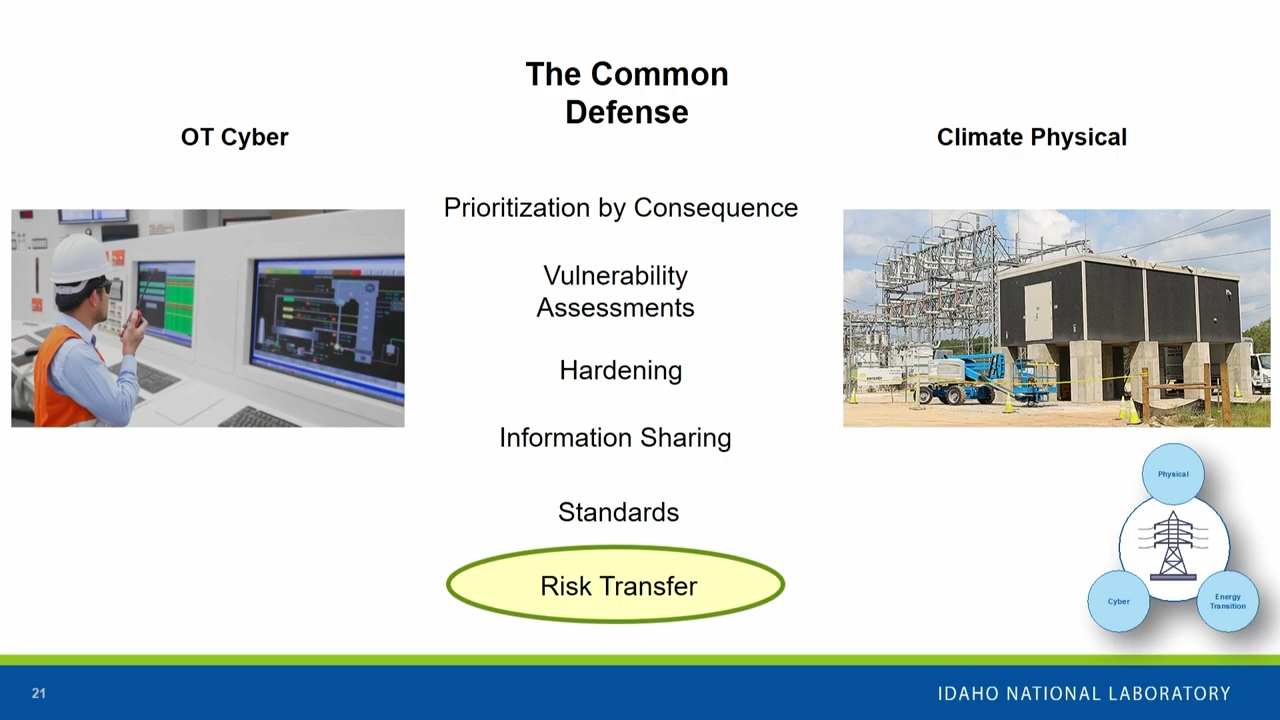 The Common
Defense
OT Cyber
Climate Physical
Prioritization by Consequence
Vulnerability
Assessments
Hardening
Information Sharing
Standards
Risk Transfer
Physical
Cyber
Energy
Transition
21
IDAHO NATIONAL LABORATORY